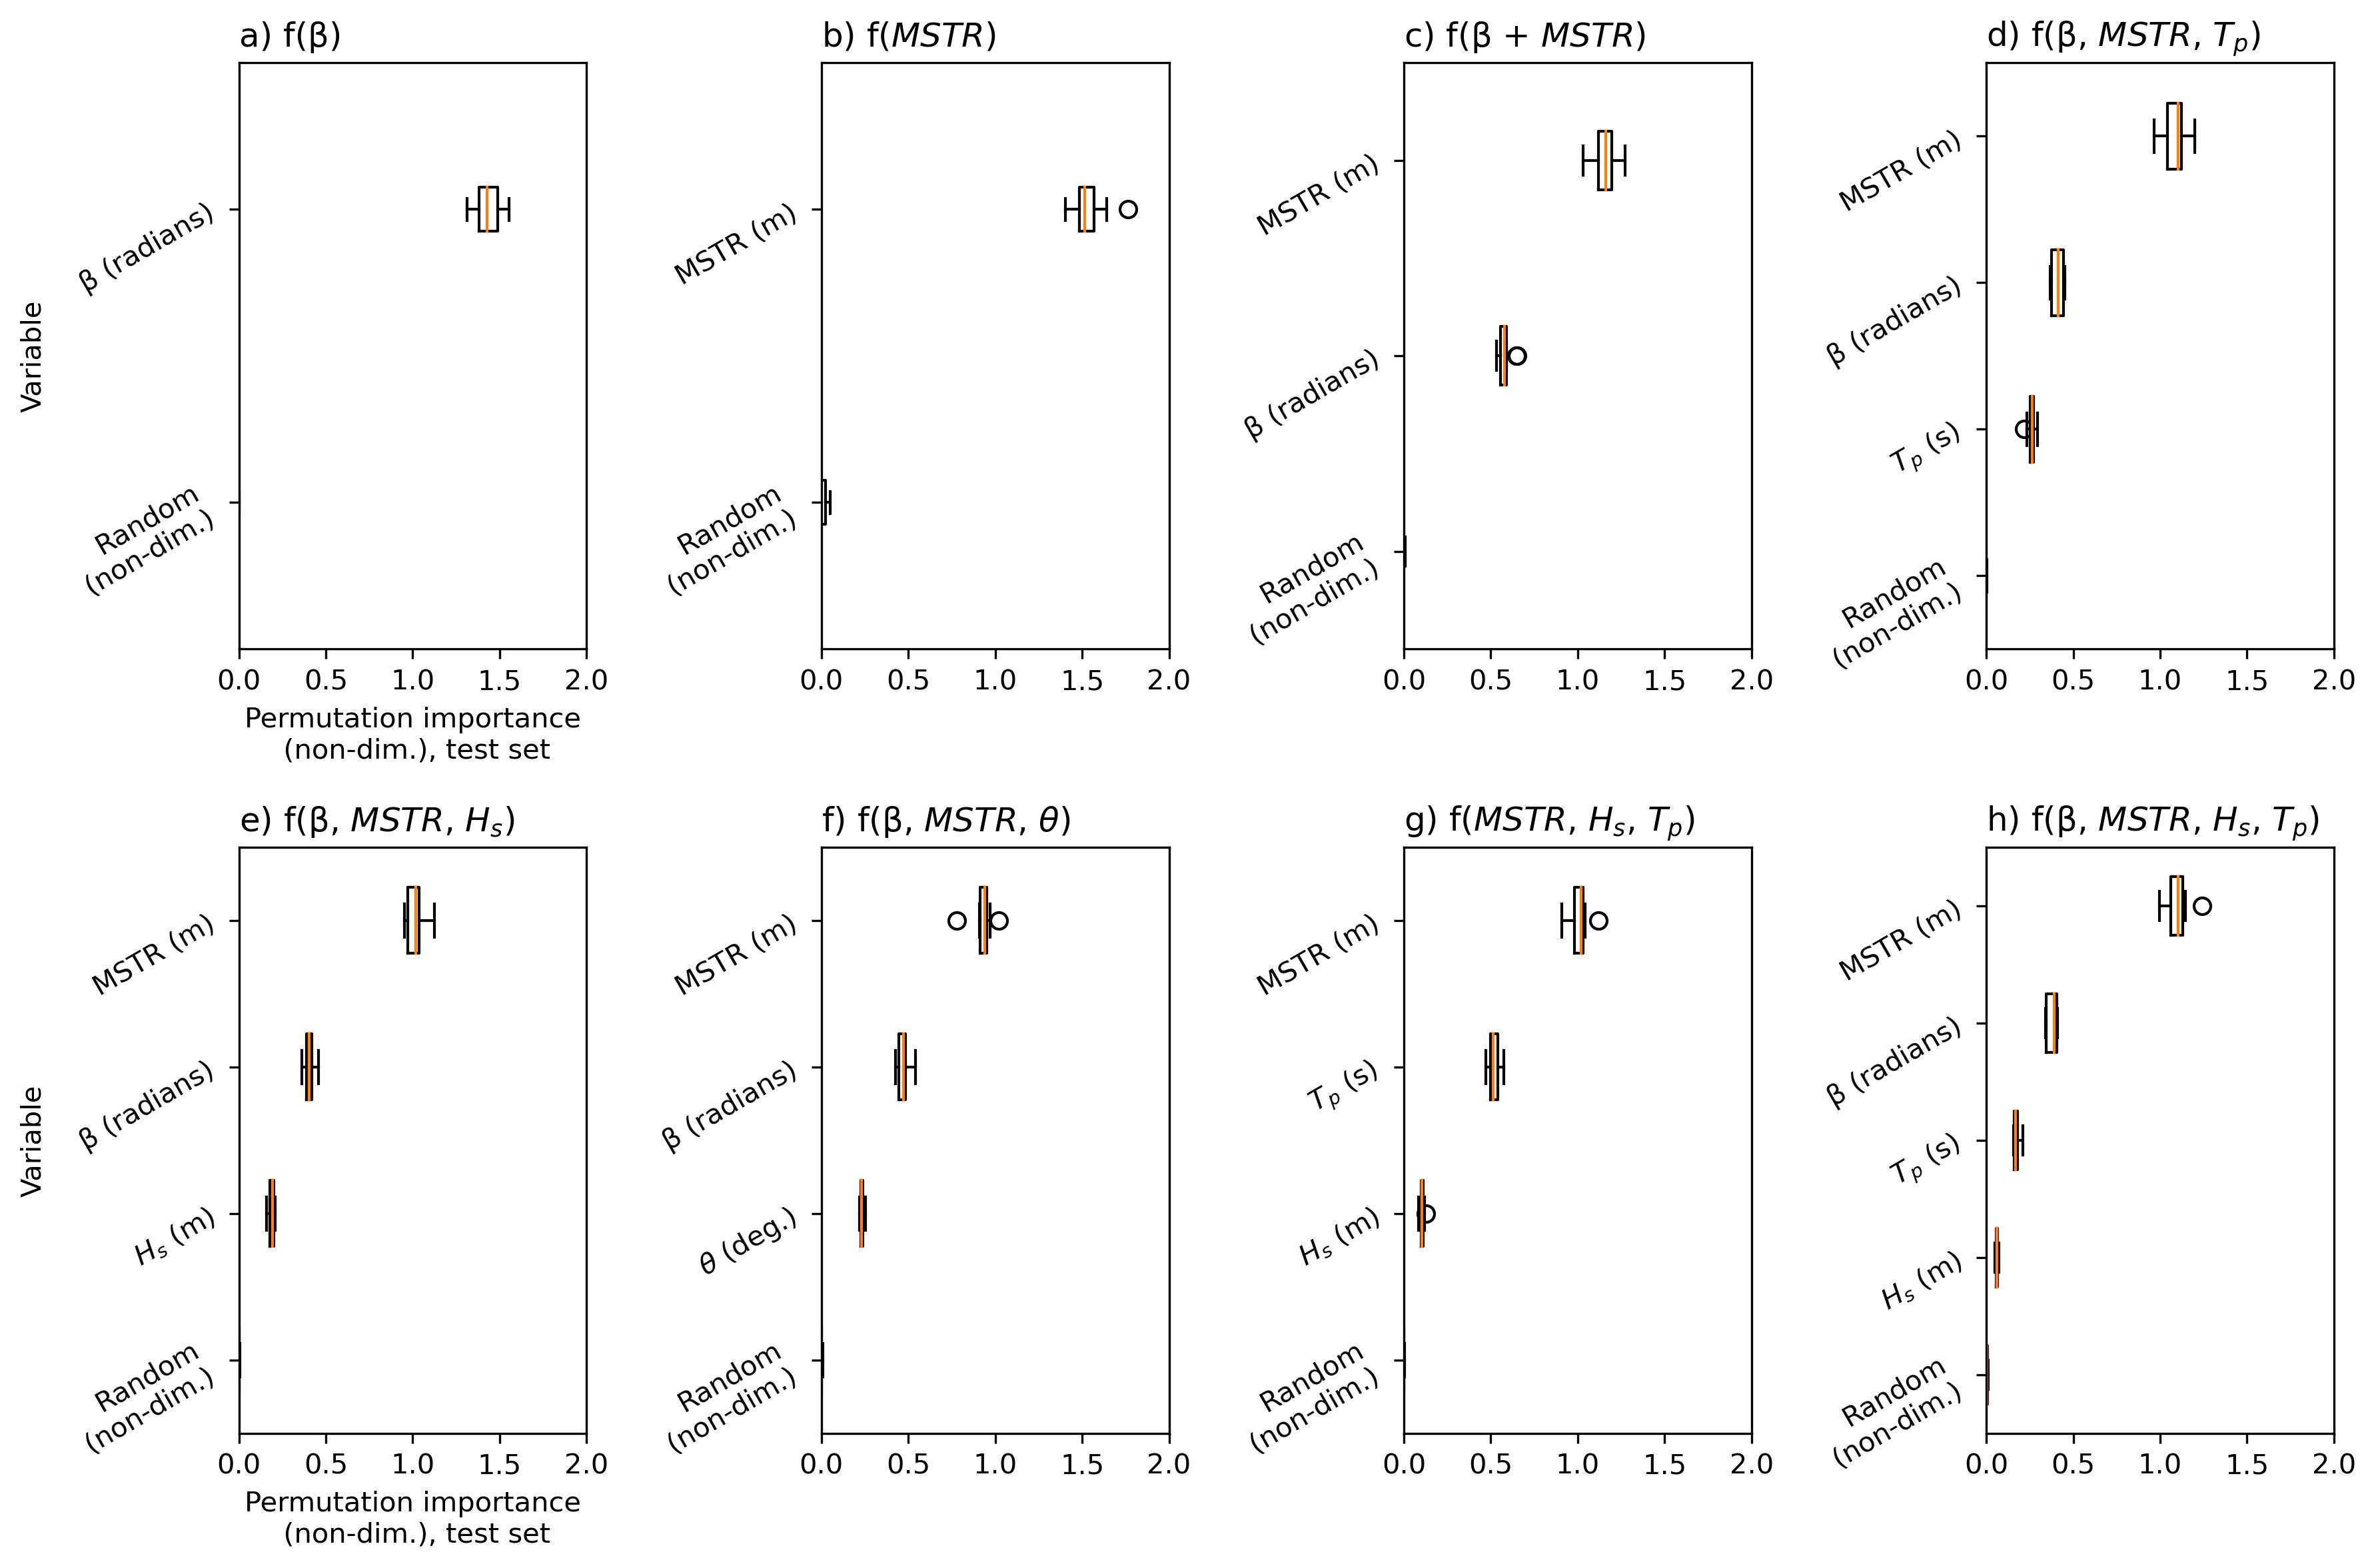 a) f(β)
b) f(MSTR)
c) f(β + MSTR)
d) f(β, MSTR, Tp)
Variable
β (radians)
Random
(non-dim.)
0.0 0.5 1.0 1.5 2.0
Permutation importance
(non-dim.), test set
MSTR (m)
Random
(non-dim.)
0.0 0.5 1.0 1.5 2.0
MSTR (m)
β (radians)
Random
(non-dim.)
0.0 0.5 1.0 1.5 2.0
MSTR (m)
β (radians)
Tp (s)
Random
(non-dim.)
0.0 0.5 1.0 1.5 2.0
e) f(β, MSTR, Hs)
f) f(β, MSTR, θ)
g) f(MSTR, Hs, Tp)
h) f(β, MSTR, Hs, Tp)
Variable
MSTR (m)
β (radians)
Hs (m)
Random
(non-dim.)
0.0 0.5 1.0 1.5 2.0
Permutation importance
(non-dim.), test set
MSTR (m)
β (radians)
θ (deg.)
Random
(non-dim.)
0.0 0.5 1.0 1.5 2.0
MSTR (m)
Tp (s)
Hs (m)
Random
(non-dim.)
0.0 0.5 1.0 1.5 2.0
MSTR (m)
β (radians)
Tp (s)
Hs (m)
Random
(non-dim.)
0.0 0.5 1.0 1.5 2.0